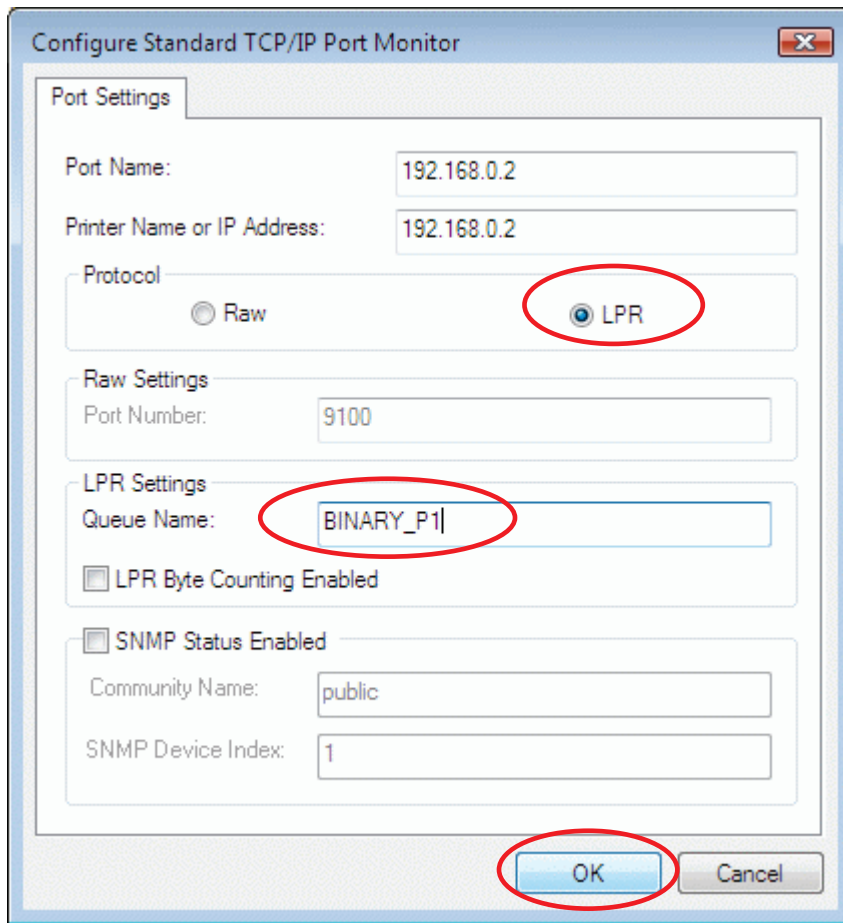 Configure Standard TCP/IP Port Monitor
Port Settings
Port Name: 192.168.0.2
Printer Name or IP Address: 192.168.0.2
Protocol
Raw LPR
Raw Settings
Port Number: 9100
LPR Settings
Queue Name: BINARY_P1
LPR Byte Counting Enabled
SNMP Status Enabled
Community Name: public
SNMP Device Index: 1
OK Cancel